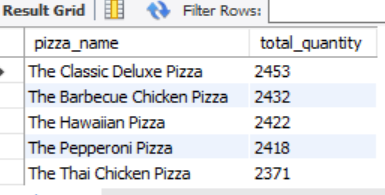 Result Grid Filter Rows:
pizza_name total_quantity
The Classic Deluxe Pizza 2453
The Barbecue Chicken Pizza 2432
The Hawaiian Pizza 2422
The Pepperoni Pizza 2418
The Thai Chicken Pizza 2371